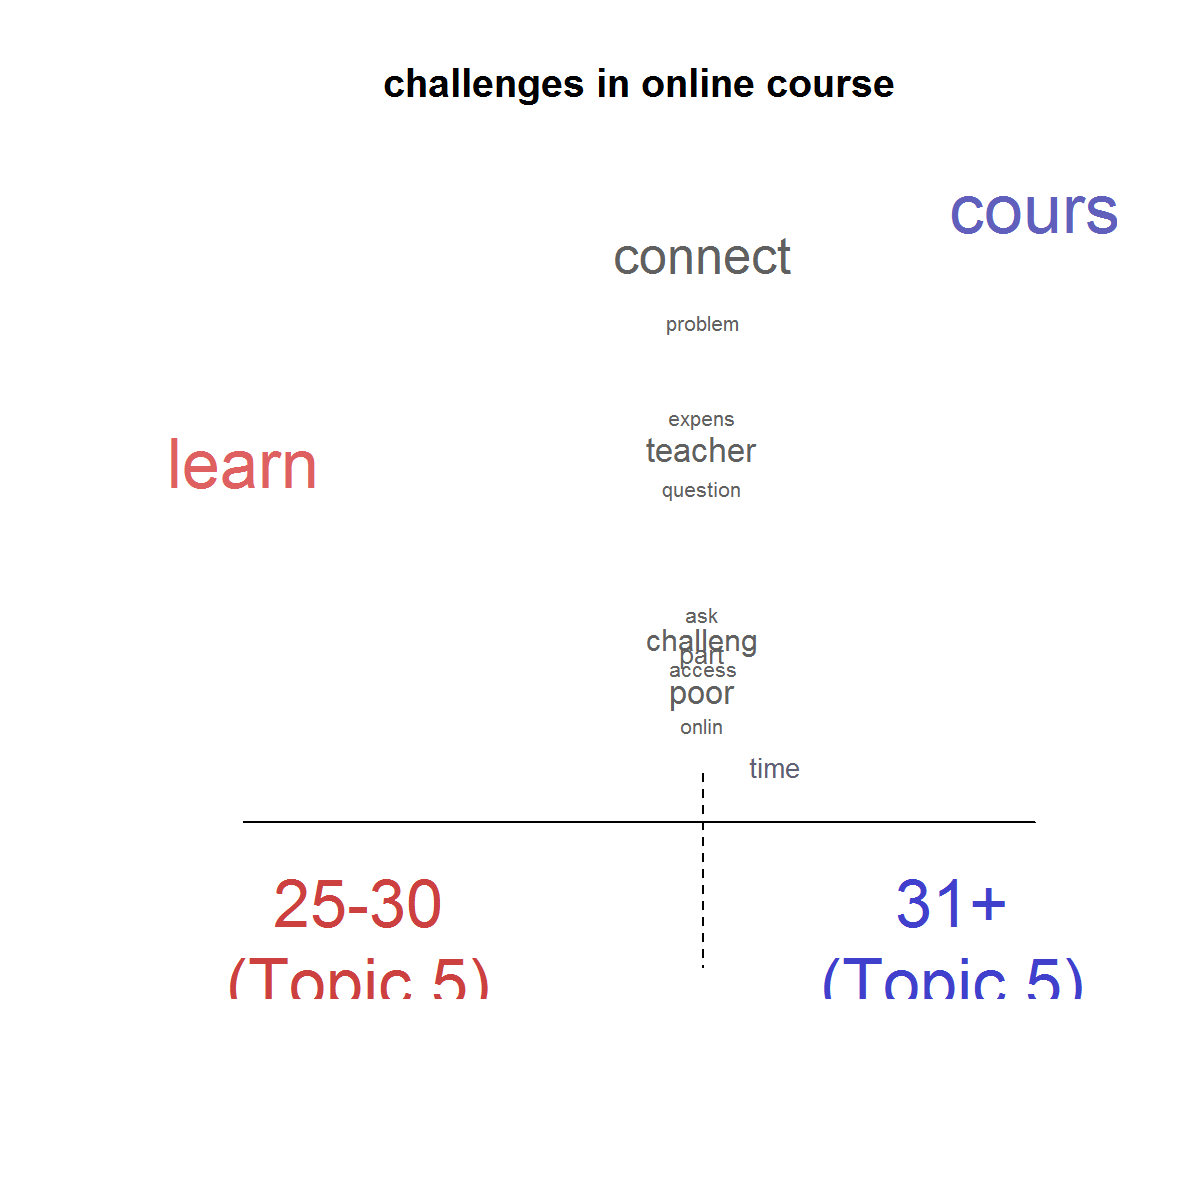 challenges in online course
cours
connect
problem
expens
teacher
learn
question
ask
challeng
part
access
poor
onlin
time
25-30
(Topic 5)
31+
(Topic 5)